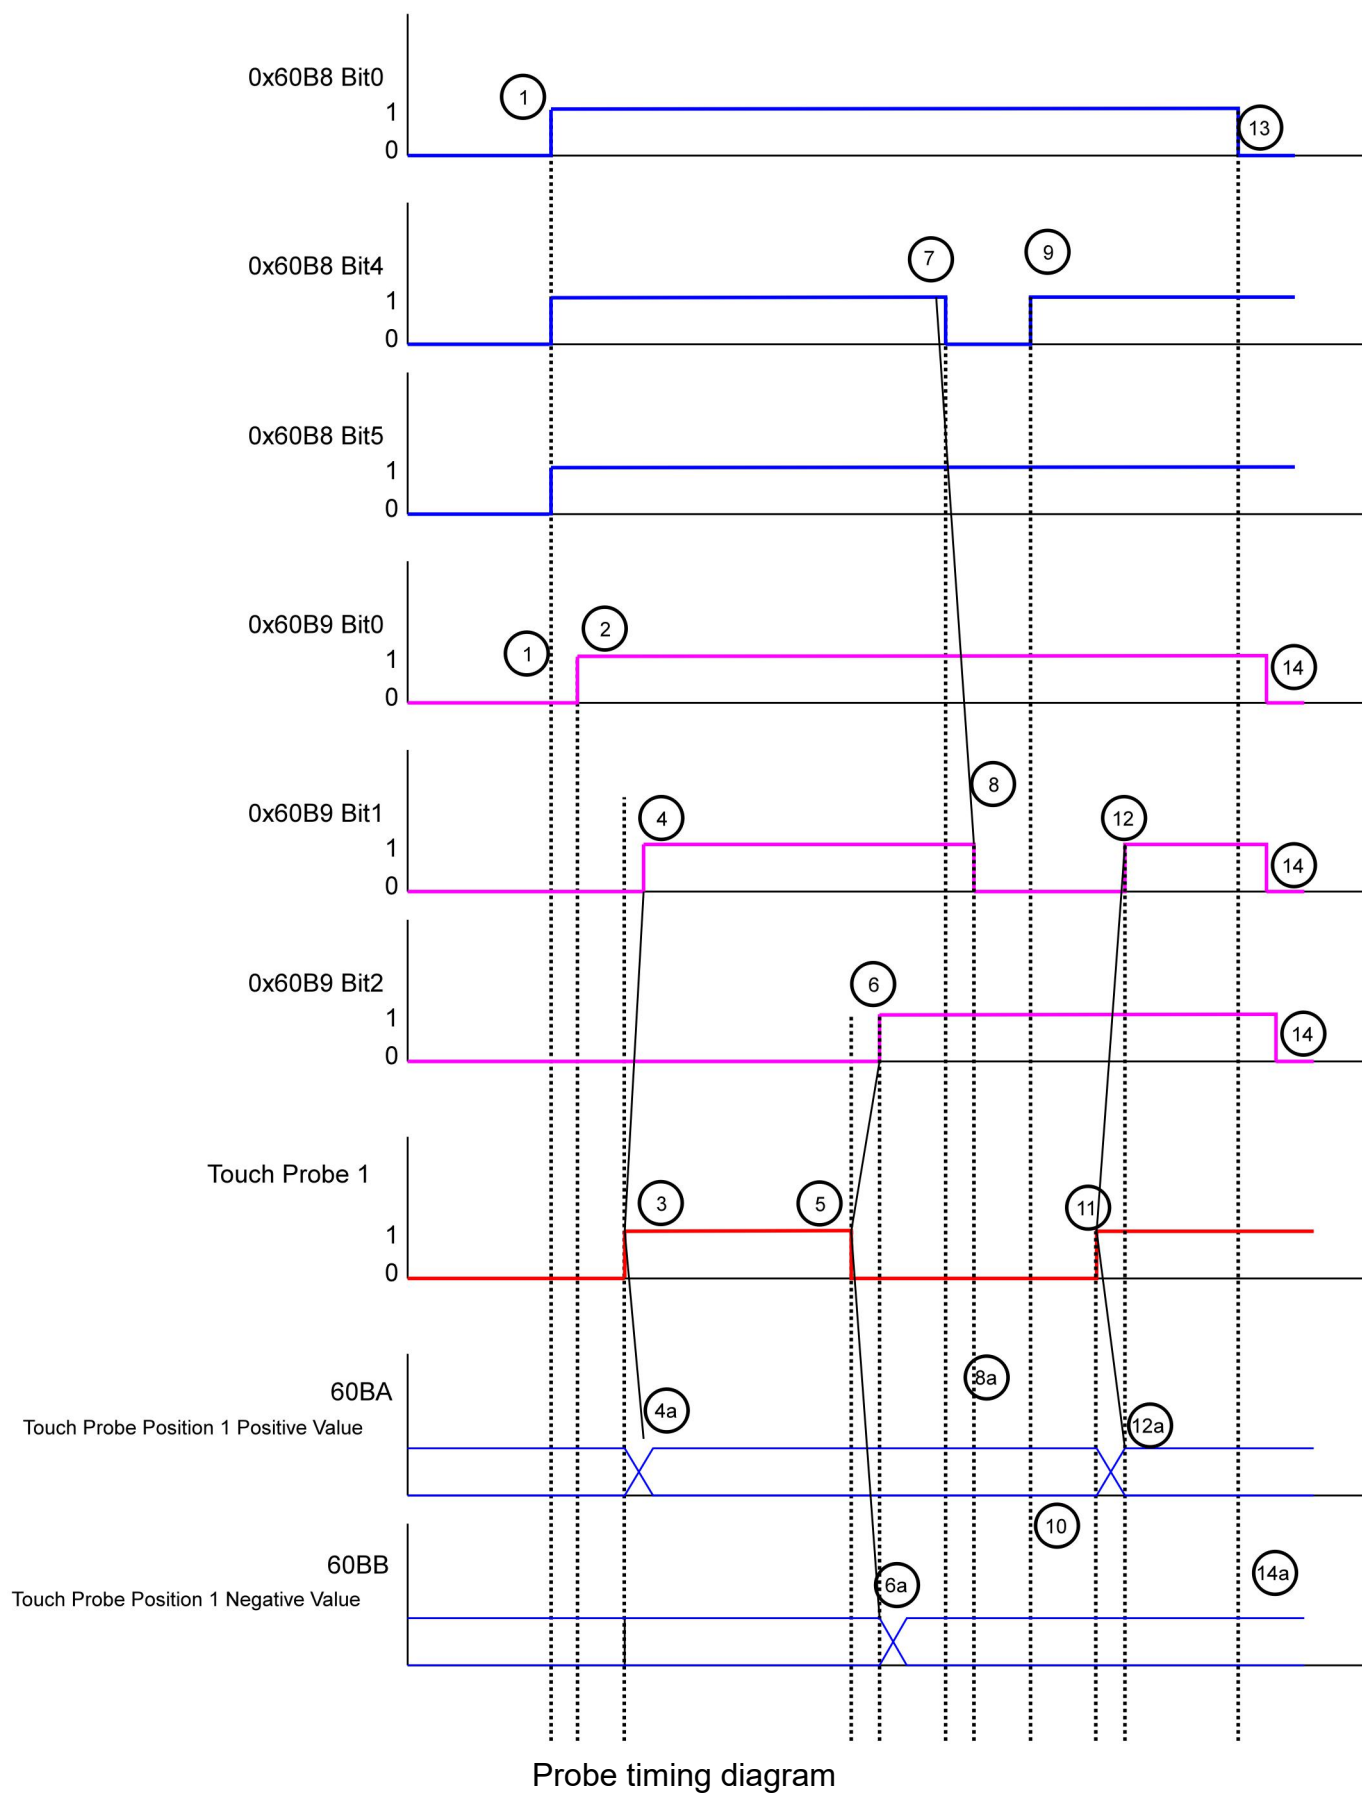 0x60B8 Bit0
1
1
0
13
0x60B8 Bit4
7
9
1
0
0x60B8 Bit5
1
0
0x60B9 Bit0
2
1
1
0
14
0x60B9 Bit1
8
4
12
1
0
14
0x60B9 Bit2
6
1
0
14
Touch Probe 1
3
5
11
1
0
60BA
8a
4a
12a
Touch Probe Position 1 Positive Value
10
60BB
6a
14a
Touch Probe Position 1 Negative Value
Probe timing diagram